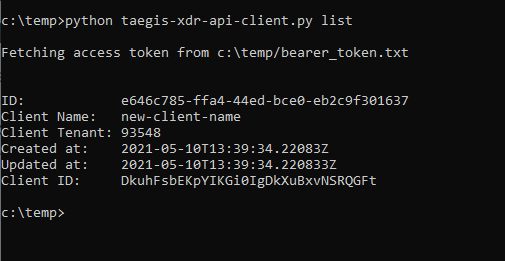 c:\temp>python taegis-xdr-api-client.py list
Fetching access token from c:\temp/bearer_token.txt
ID: e646c785-ffa4-44ed-bce0-eb2c9f301637
Client Name: new-client-name
Client Tenant: 93548
Created at: 2021-05-10T13:39:34.22083Z
Updated at: 2021-05-10T13:39:34.220833Z
Client ID: DkuhFsbEKpYIKGi0IgDkXuBxvNSRQGFt
c:\temp>